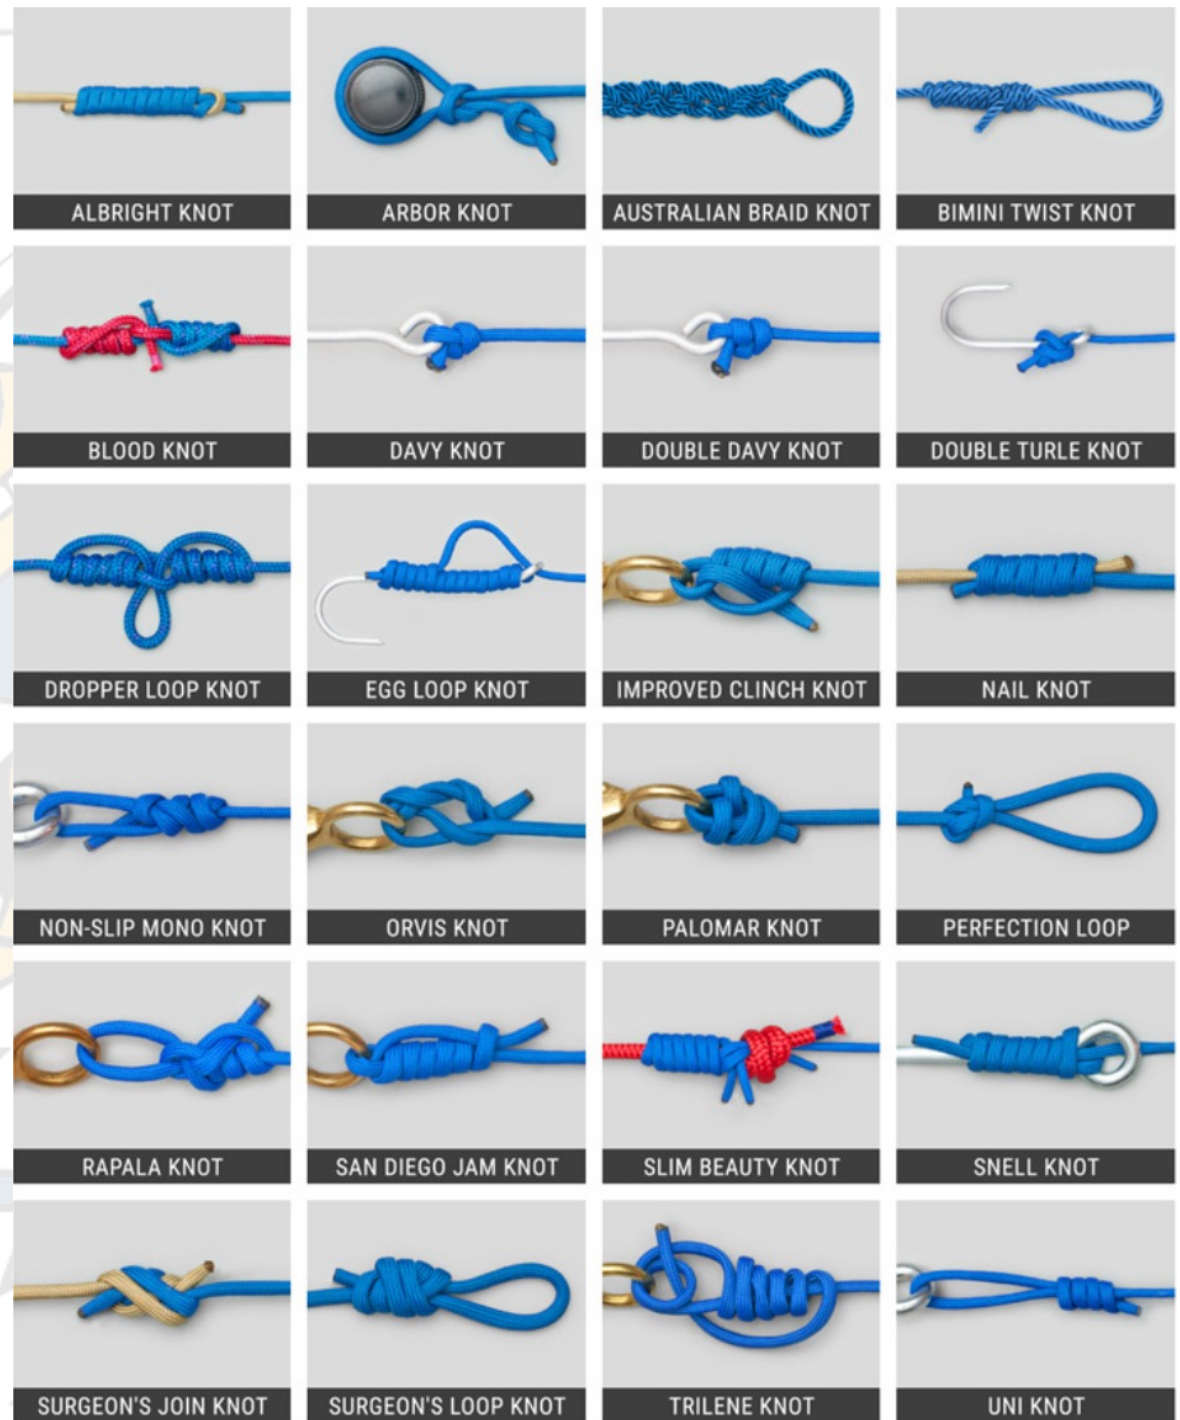 ALBRIGHT KNOT
ARBOR KNOT
AUSTRALIAN BRAID KNOT
BIMINI TWIST KNOT
BLOOD KNOT
DAVY KNOT
DOUBLE DAVY KNOT
DOUBLE TURLE KNOT
DROPPER LOOP KNOT
EGG LOOP KNOT
IMPROVED CLINCH KNOT
NAIL KNOT
NON-SLIP MONO KNOT
ORVIS KNOT
PALOMAR KNOT
PERFECTION LOOP
RAPALA KNOT
SAN DIEGO JAM KNOT
SLIM BEAUTY KNOT
SNELL KNOT
SURGEON'S JOIN KNOT
SURGEON'S LOOP KNOT
TRILENE KNOT
UNI KNOT